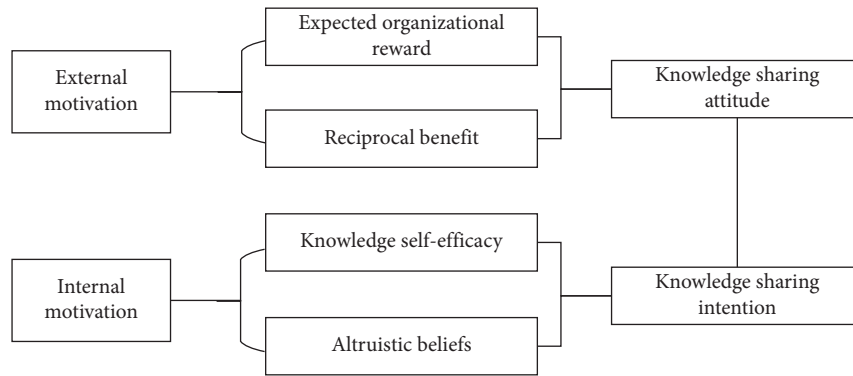 External
motivation
Expected organizational
reward
Reciprocal benefit
Knowledge sharing
attitude
Internal
motivation
Knowledge self-efficacy
Altruistic beliefs
Knowledge sharing
intention